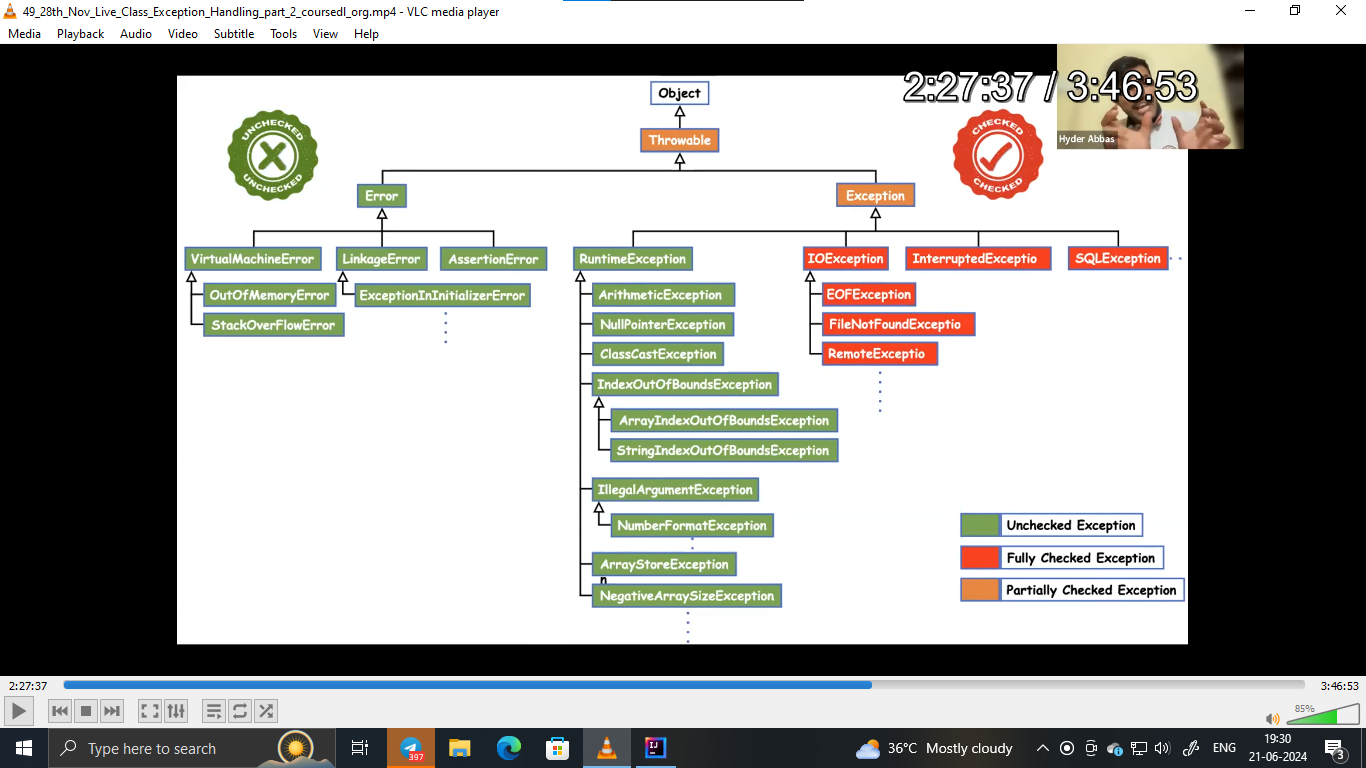 49_28th_Nov_Live_Class_Exception_Handling_part_2_coursedl_org.mp4 - VLC media player
Media Playback Audio Video Subtitle Tools View Help
2:27:37 / 3:46:53
Hyder Abbas
Object
UNCHECKED
UNCHECKED
CHECKED
CHECKED
Throwable
Error
Exception
VirtualMachineError
LinkageError
AssertionError
RuntimeException
IOException
InterruptedExceptio
SQLException
OutOfMemoryError
StackOverFlowError
ExceptionInInitializerError
ArithmeticException
NullPointerException
ClassCastException
IndexOutOfBoundsException
ArrayIndexOutOfBoundsException
StringIndexOutOfBoundsException
IllegalArgumentException
NumberFormatException
ArrayStoreException
n
NegativeArraySizeException
EOFException
FileNotFoundExceptio
RemoteExceptio
Unchecked Exception
Fully Checked Exception
Partially Checked Exception
2:27:37
3:46:53
85%
Type here to search
397
IJ
36°C Mostly cloudy
ENG
19:30
21-06-2024
3